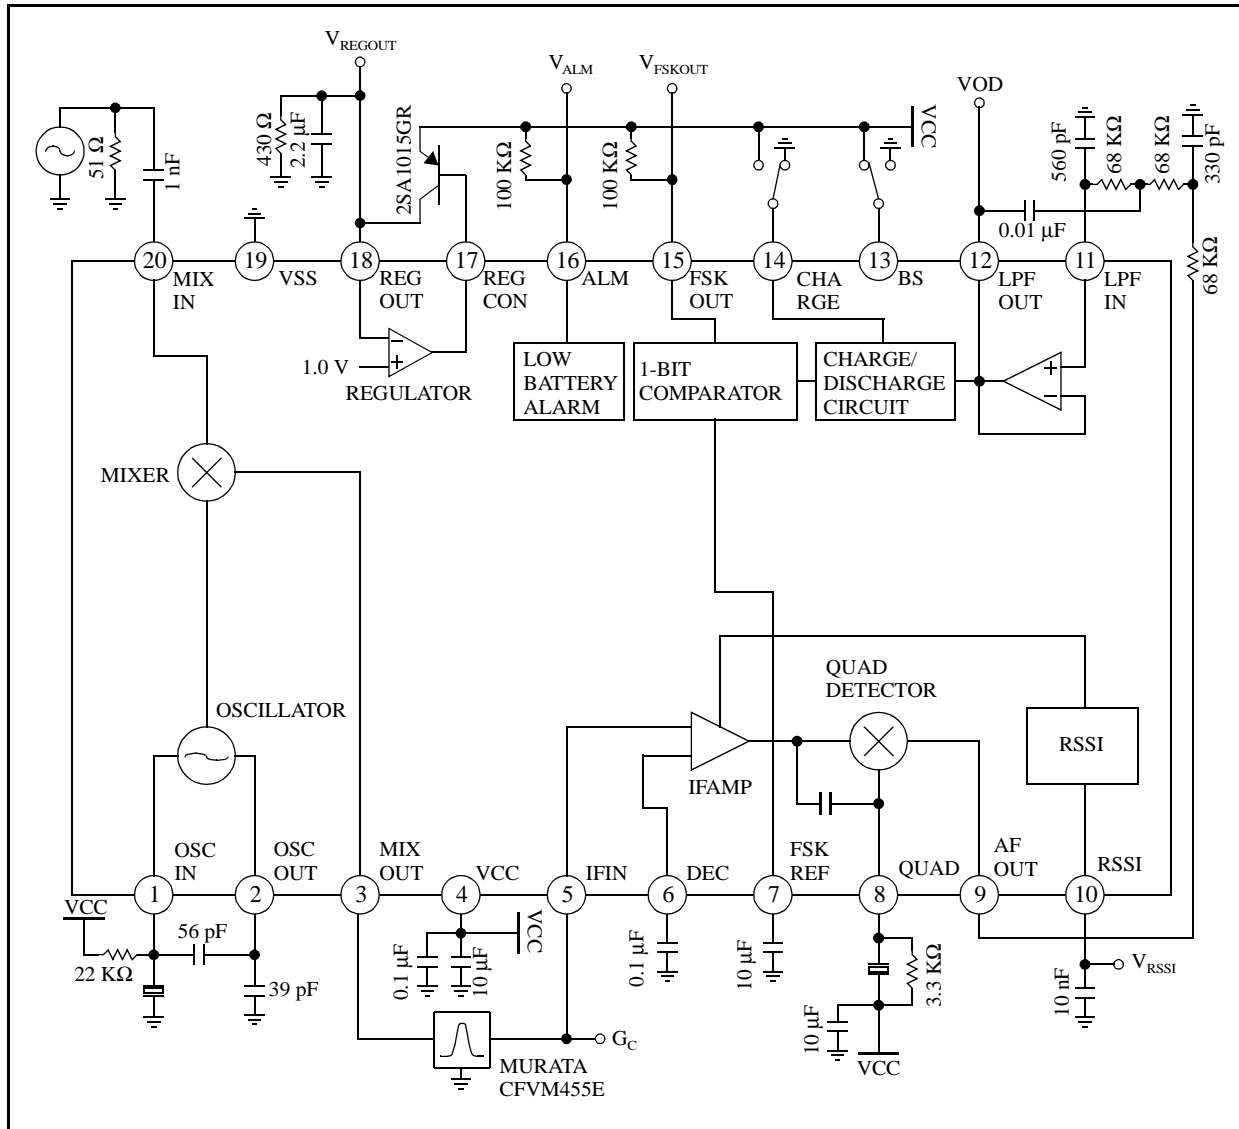 V_REGOUT
V_ALM
V_FSKOUT
VOD
VCC
51 Ω
1 nF
430 Ω
2.2 µF
2SA1015GR
100 KΩ
100 KΩ
560 pF
68 KΩ
68 KΩ
330 pF
0.01 µF
68 KΩ
20
MIX
IN
19
VSS
18
REG
OUT
17
REG
CON
16
ALM
15
FSK
OUT
14
CHA
RGE
13
BS
12
LPF
OUT
11
LPF
IN
1.0 V
−
+
REGULATOR
LOW
BATTERY
ALARM
1-BIT
COMPARATOR
CHARGE/
DISCHARGE
CIRCUIT
+
−
MIXER
OSCILLATOR
QUAD
DETECTOR
IFAMP
RSSI
OSC
IN
1
OSC
OUT
2
MIX
OUT
3
VCC
4
IFIN
5
DEC
6
FSK
REF
7
QUAD
8
AF
OUT
9
RSSI
10
VCC
22 KΩ
56 pF
39 pF
0.1 µF
10 µF
VCC
0.1 µF
10 µF
3.3 KΩ
10 µF
VCC
V_RSSI
10 nF
G_C
MURATA
CFVM455E